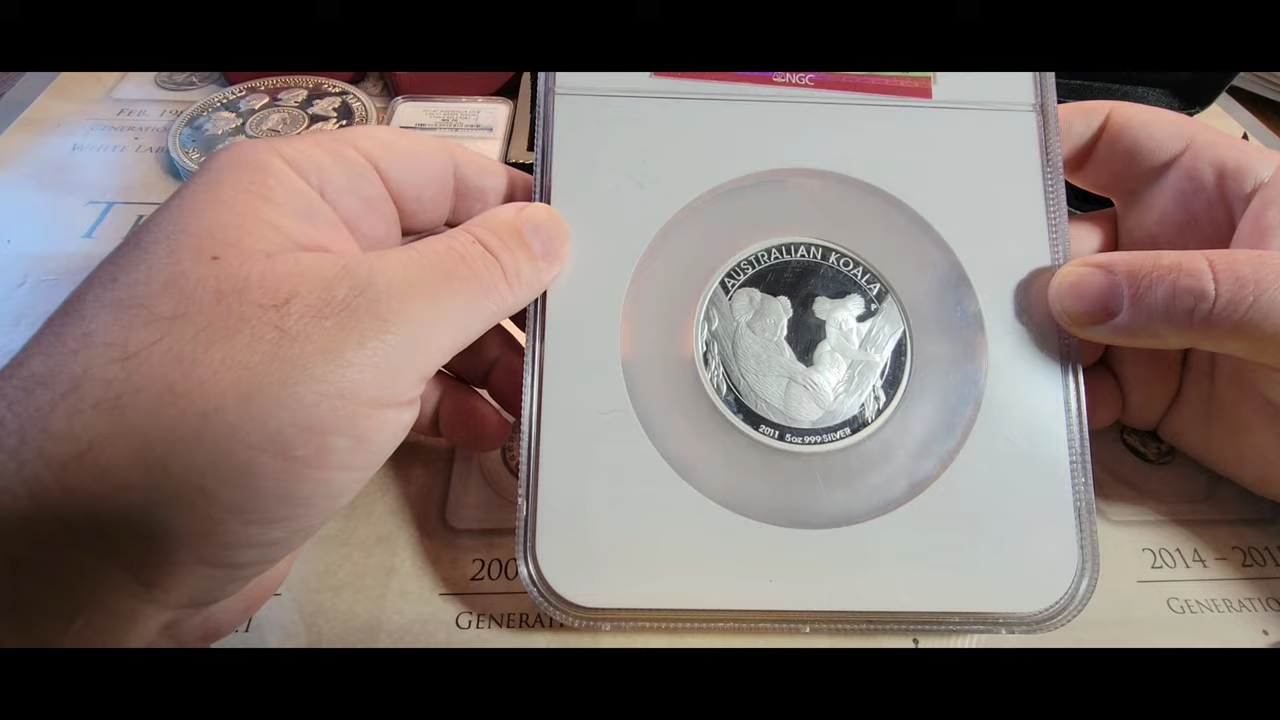 NGC
FEB. 19
GENERATIO
WHITE LAB
T
AUSTRALIAN KOALA
P
2011 5oz 999 SILVER
200
GENERAT
2014 – 201
GENERATIO